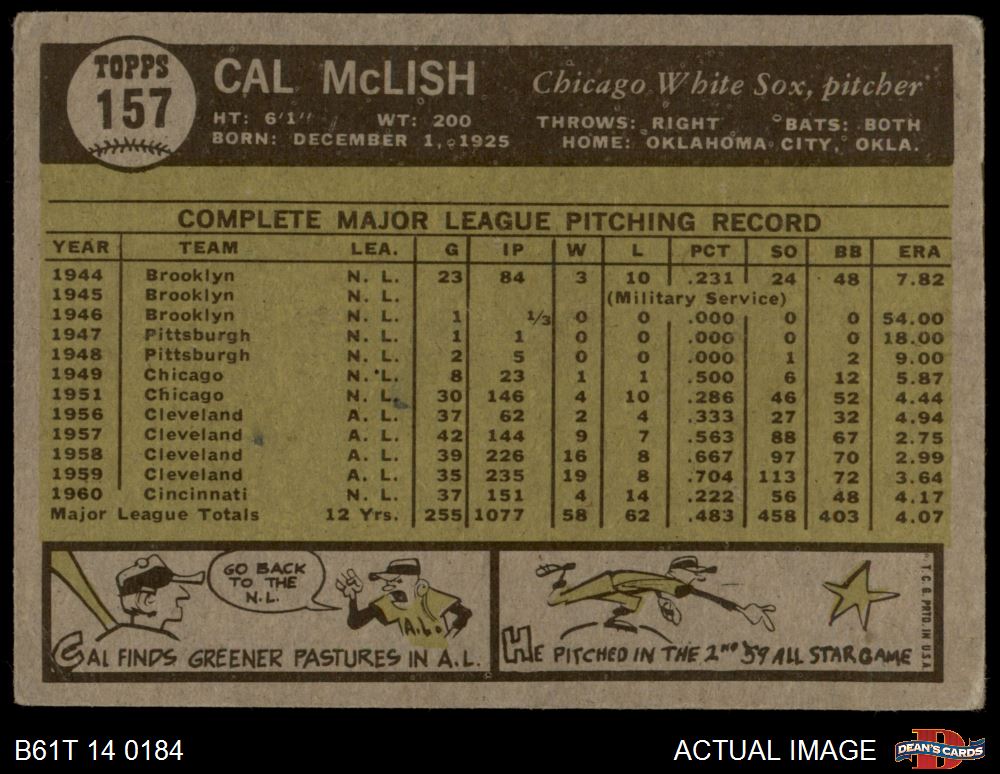 TOPPS
157
CAL McLISH
Chicago White Sox, pitcher
HT: 6'1" WT: 200 THROWS: RIGHT BATS: BOTH
BORN: DECEMBER 1, 1925 HOME: OKLAHOMA CITY, OKLA.
COMPLETE MAJOR LEAGUE PITCHING RECORD
YEAR TEAM LEA. G IP W L PCT SO BB ERA
1944 Brooklyn N. L. 23 84 3 10 .231 24 48 7.82
1945 Brooklyn N. L. (Military Service)
1946 Brooklyn N. L. 1 1/3 0 0 .000 0 0 54.00
1947 Pittsburgh N. L. 1 1 0 0 .000 0 0 18.00
1948 Pittsburgh N. L. 2 5 0 0 .000 1 2 9.00
1949 Chicago N. L. 8 23 1 1 .500 6 12 5.87
1951 Chicago N. L. 30 146 4 10 .286 46 52 4.44
1956 Cleveland A. L. 37 62 2 4 .333 27 32 4.94
1957 Cleveland A. L. 42 144 9 7 .563 88 67 2.75
1958 Cleveland A. L. 39 226 16 8 .667 97 70 2.99
1959 Cleveland A. L. 35 235 19 8 .704 113 72 3.64
1960 Cincinnati N. L. 37 151 4 14 .222 56 48 4.17
Major League Totals 12 Yrs. 255 1077 58 62 .483 458 403 4.07
GO BACK
TO THE
N.L.
A.L.
CAL FINDS GREENER PASTURES IN A.L.
HE PITCHED IN THE 2ND '59 ALL STAR GAME
* T. C. G. PRTD. IN U.S.A.
B61T 14 0184
ACTUAL IMAGE
D
DEAN'S CARDS